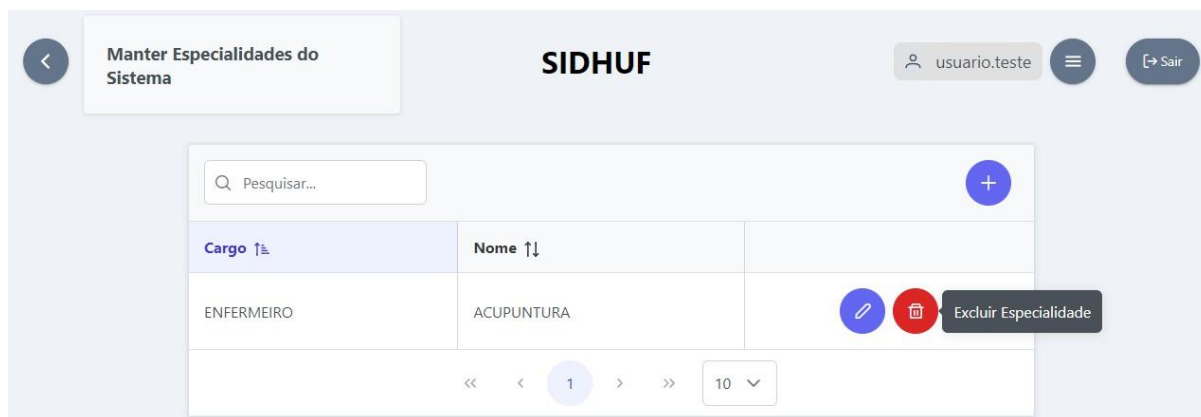 Manter Especialidades do
Sistema
SIDHUF
usuario.teste
Sair
Pesquisar...
Cargo
Nome
ENFERMEIRO
ACUPUNTURA
Excluir Especialidade
1
10